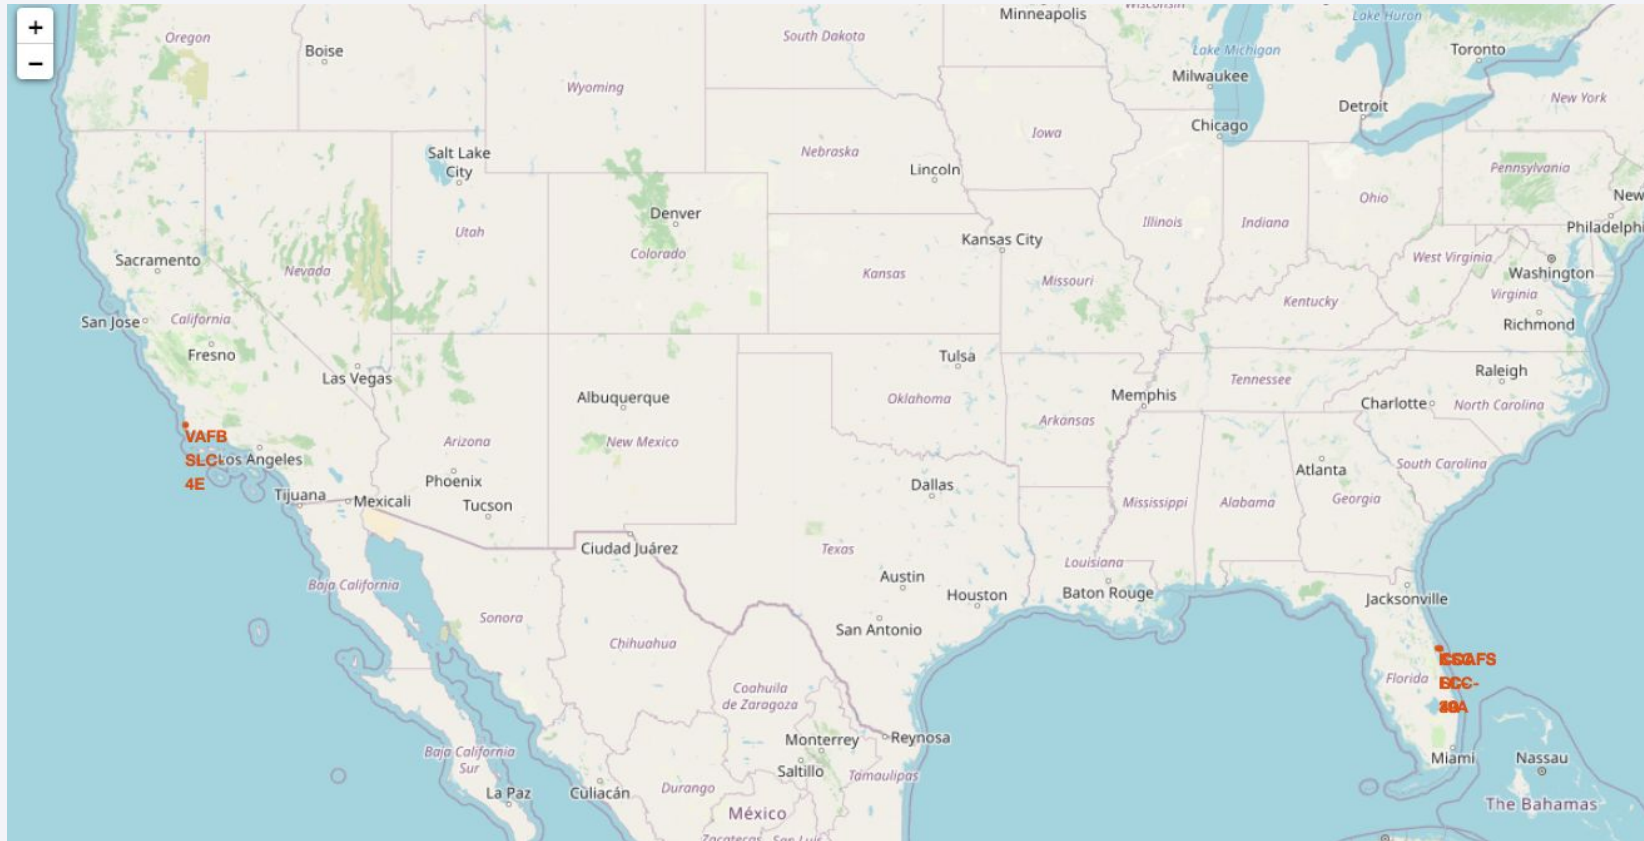 +
−
Oregon
Boise
South Dakota
Minneapolis
Wisconsin
Lake Huron
Toronto
Lake Michigan
Milwaukee
Wyoming
New York
Detroit
Chicago
Iowa
Nebraska
Lincoln
Salt Lake
City
Pennsylvania
New
Philadelphi
Ohio
Illinois
Indiana
Denver
Utah
Colorado
Kansas City
Kansas
Missouri
West Virginia
Washington
Virginia
Richmond
Kentucky
Sacramento
Nevada
San Jose
California
Fresno
Las Vegas
Tulsa
Albuquerque
Oklahoma
Memphis
Tennessee
Raleigh
Charlotte
North Carolina
Arkansas
VAFB
SLC-
4E
Los Angeles
Arizona
New Mexico
Phoenix
Tucson
Tijuana
Mexicali
Dallas
Atlanta
South Carolina
Mississippi
Alabama
Georgia
Ciudad Juárez
Texas
Louisiana
Austin
Houston
Baton Rouge
Jacksonville
San Antonio
Baja California
Sonora
Chihuahua
Florida
Coahuila
de Zaragoza
Monterrey
Reynosa
Saltillo
Tamaulipas
Baja California
Sur
La Paz
Culiacán
Durango
México
Zacatecas
San Luis
Miami
Nassau
The Bahamas